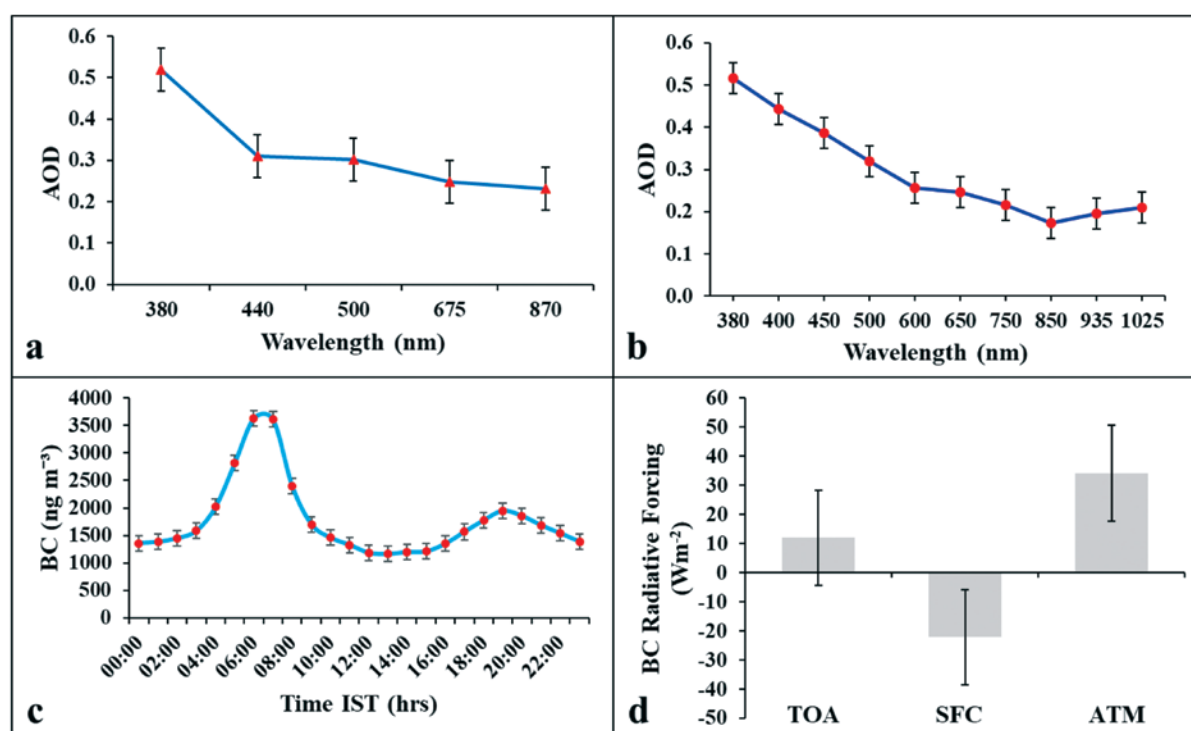 0.6
0.5
0.4
0.3
0.2
0.1
0.0
AOD
380 440 500 675 870
Wavelength (nm)
a
0.6
0.5
0.4
0.3
0.2
0.1
0.0
AOD
380 400 450 500 600 650 750 850 935 1025
Wavelength (nm)
b
4000
3500
3000
2500
2000
1500
1000
500
0
BC (ng m⁻³)
00:00 02:00 04:00 06:00 08:00 10:00 12:00 14:00 16:00 18:00 20:00 22:00
Time IST (hrs)
c
60
50
40
30
20
10
0
-10
-20
-30
-40
-50
BC Radiative Forcing
(Wm⁻²)
TOA SFC ATM
d